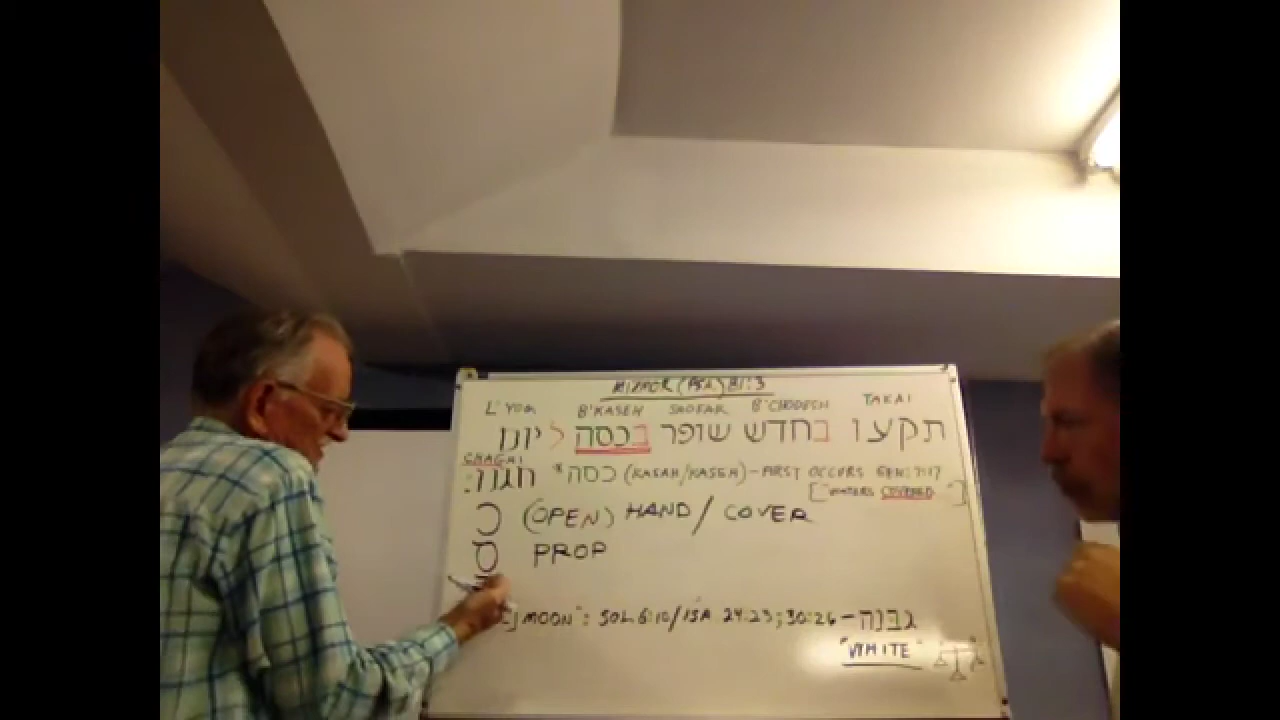 MIZMOR (PSA) 81:3
L'YOM B'KASEH SHOFAR B'CHODESH TAKAI
תקעו בחדש שופר בכסה ליום
CHAGAI
חגנו: * כסה (KASAH/KASEH) - FIRST OCCURS GEN: 7:17
["WATERS COVERED"]
כ (OPEN) HAND / COVER
ס PROP
MOON": SOL 6:10/ISA 24:23; 30:26 - לבנה
"WHITE"